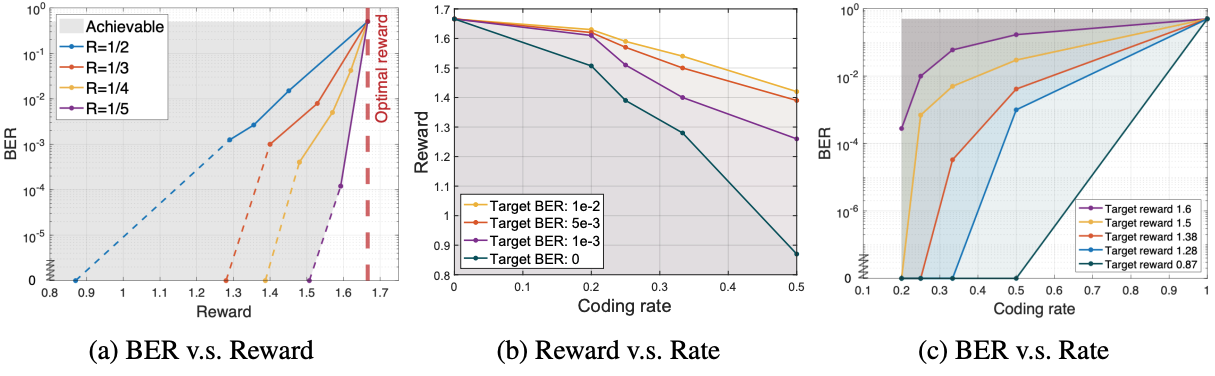 10^0
10^-1
10^-2
10^-3
10^-4
10^-5
0
BER
Achievable
R=1/2
R=1/3
R=1/4
R=1/5
Optimal reward
0.8 0.9 1 1.1 1.2 1.3 1.4 1.5 1.6 1.7
Reward
(a) BER v.s. Reward
1.7
1.6
1.5
1.4
1.3
1.2
1.1
1
0.9
0.8
Reward
Target BER: 1e-2
Target BER: 5e-3
Target BER: 1e-3
Target BER: 0
0 0.1 0.2 0.3 0.4 0.5
Coding rate
(b) Reward v.s. Rate
10^0
10^-2
10^-4
10^-6
0
BER
Target reward 1.6
Target reward 1.5
Target reward 1.38
Target reward 1.28
Target reward 0.87
0.1 0.2 0.3 0.4 0.5 0.6 0.7 0.8 0.9 1
Coding rate
(c) BER v.s. Rate